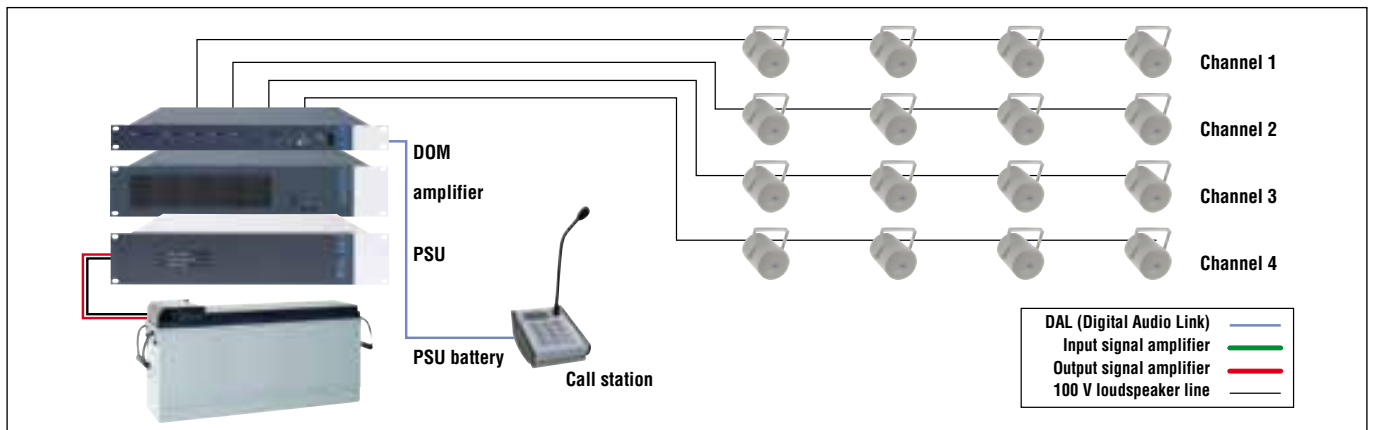 Channel 1
Channel 2
DOM
amplifier
Channel 3
PSU
Channel 4
PSU battery
Call station
DAL (Digital Audio Link)
Input signal amplifier
Output signal amplifier
100 V loudspeaker line